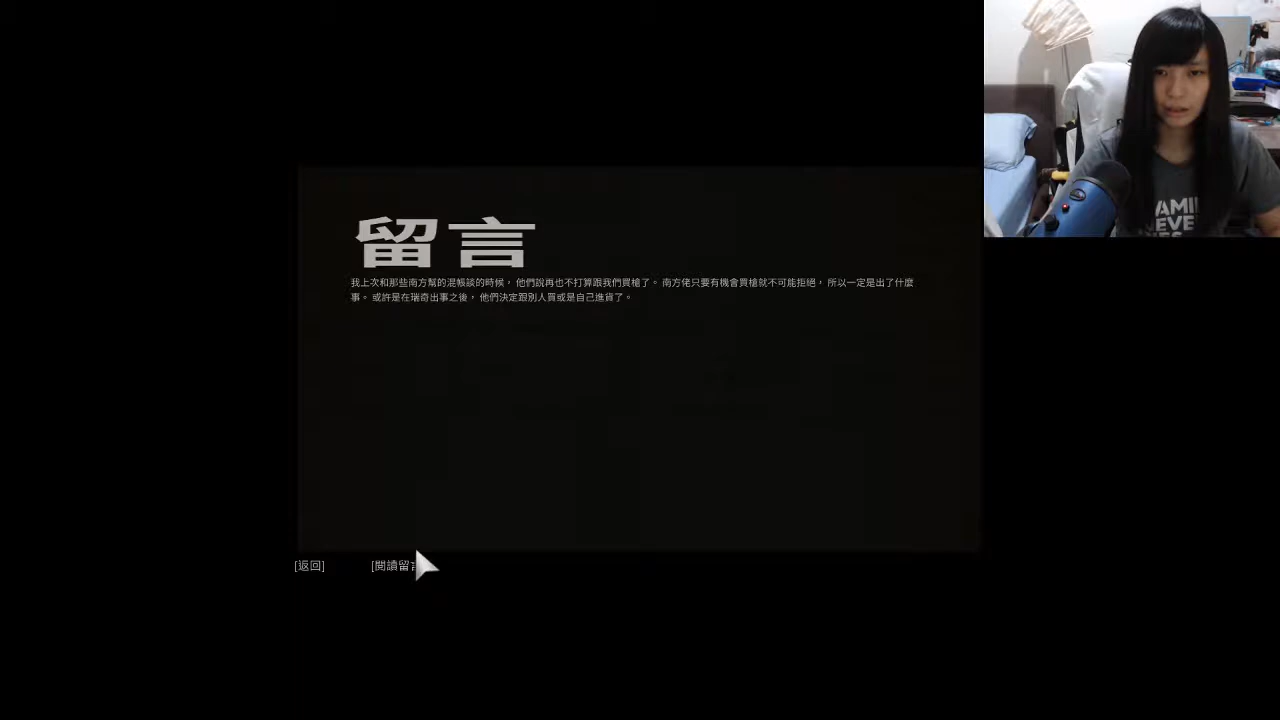 留言
我上次和那些南方幫的混帳談的時候，他們說再也不打算跟我們買槍了。南方佬只要有機會買槍就不可能拒絕，所以一定是出了什麼
事。或許是在瑞奇出事之後，他們決定跟別人買或是自己進貨了。
[返回]
[閱讀留言